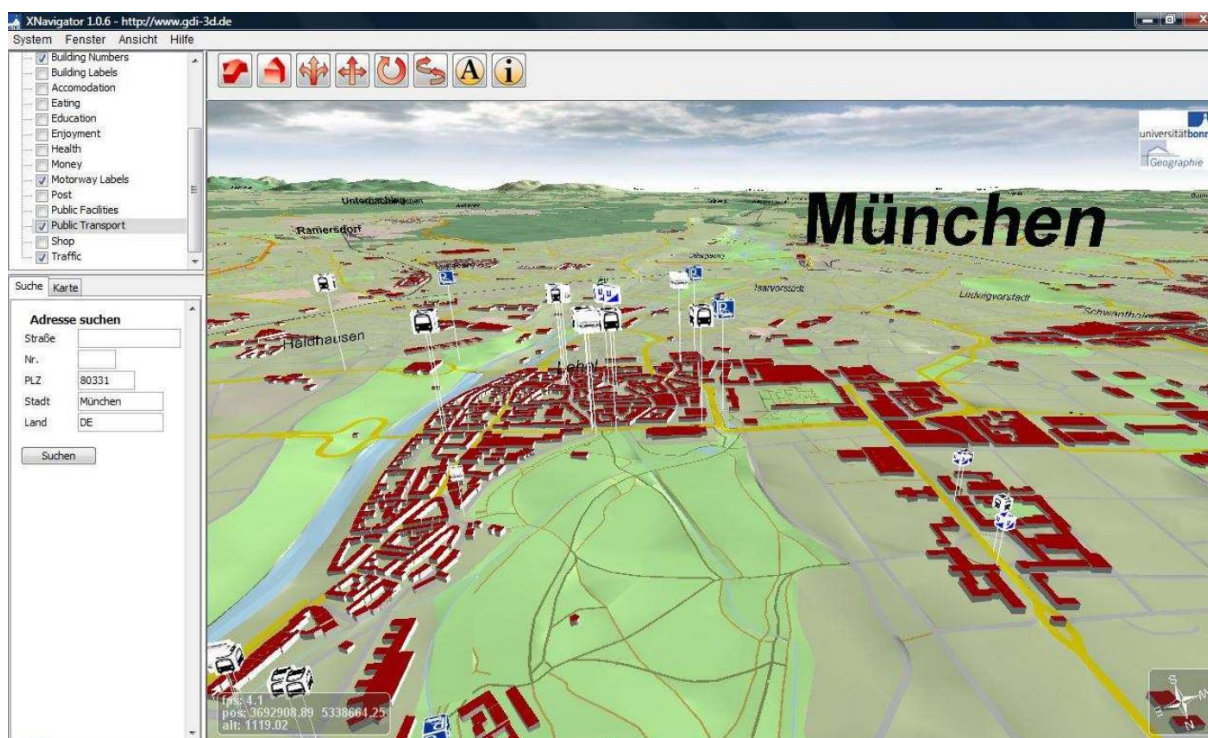 XNavigator 1.0.6 - http://www.gdi-3d.de
System Fenster Ansicht Hilfe
Building Numbers
Building Labels
Accomodation
Eating
Education
Enjoyment
Health
Money
Motorway Labels
Post
Public Facilities
Public Transport
Shop
Traffic
Suche Karte
Adresse suchen
Straße
Nr.
PLZ 80331
Stadt München
Land DE
Suchen
A i
universitätbonn
Geographie
München
Ramersdorf
Isarvorstadt
Ludwigvorstadt
Haidhausen
Lehel
fps: 4.1
pos: 3692908.89 5338664.25
alt: 1119.02
S
E
N